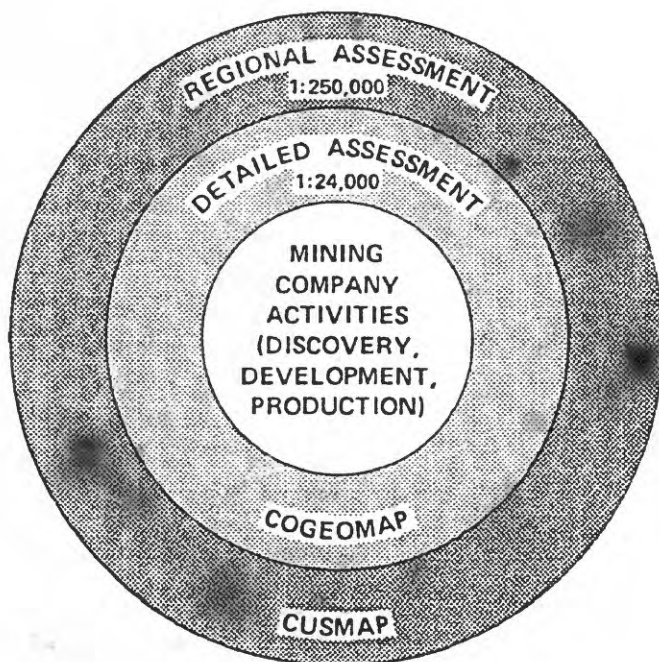 REGIONAL ASSESSMENT
1:250,000
DETAILED ASSESSMENT
1:24,000
MINING
COMPANY
ACTIVITIES
(DISCOVERY,
DEVELOPMENT,
PRODUCTION)
COGEOMAP
CUSMAP